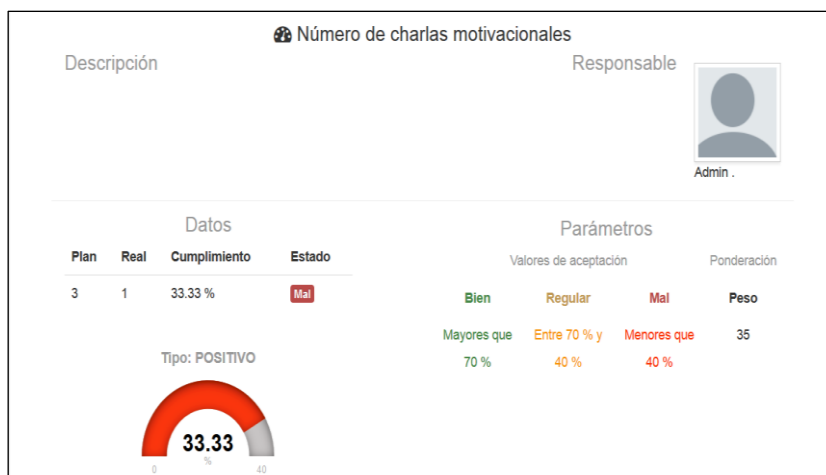 Número de charlas motivacionales
Descripción
Responsable
Admin .
Datos
Plan Real Cumplimiento Estado
3 1 33.33 % Mal
Tipo: POSITIVO
33.33
%
0 40
Parámetros
Valores de aceptación Ponderación
Bien Regular Mal Peso
Mayores que Entre 70 % y Menores que 35
70 % 40 % 40 %